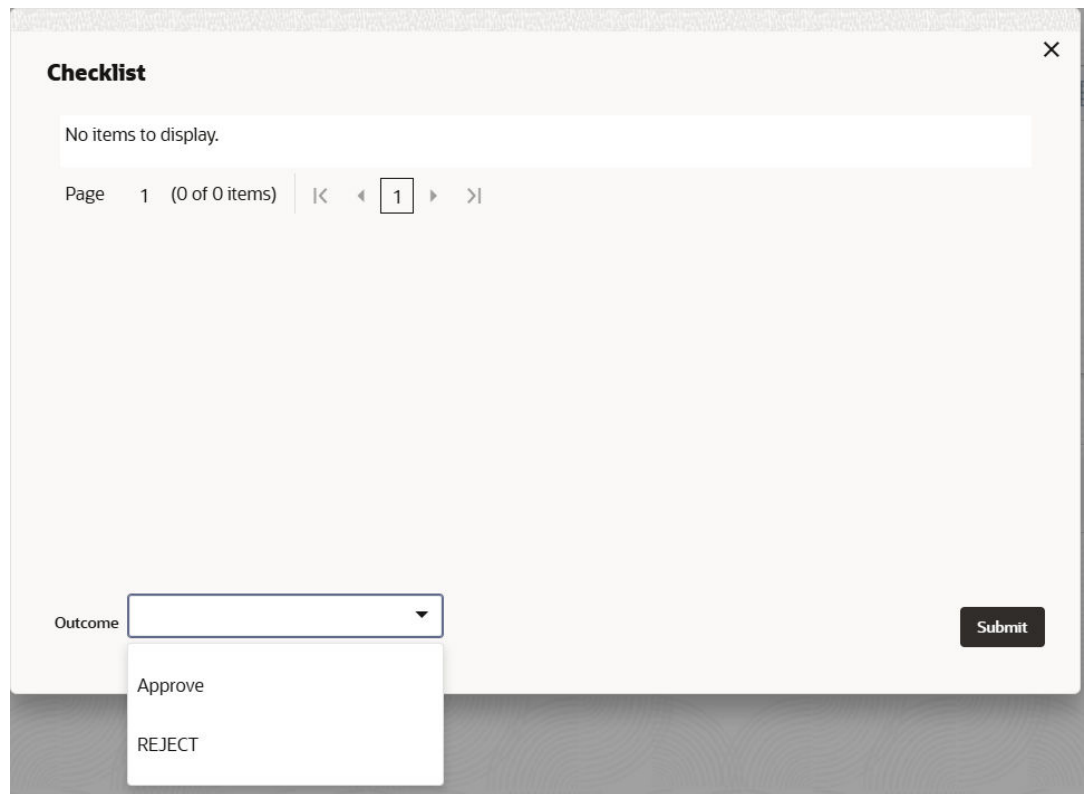 Checklist
No items to display.
Page 1 (0 of 0 items) 1
Outcome
Submit
Approve
REJECT